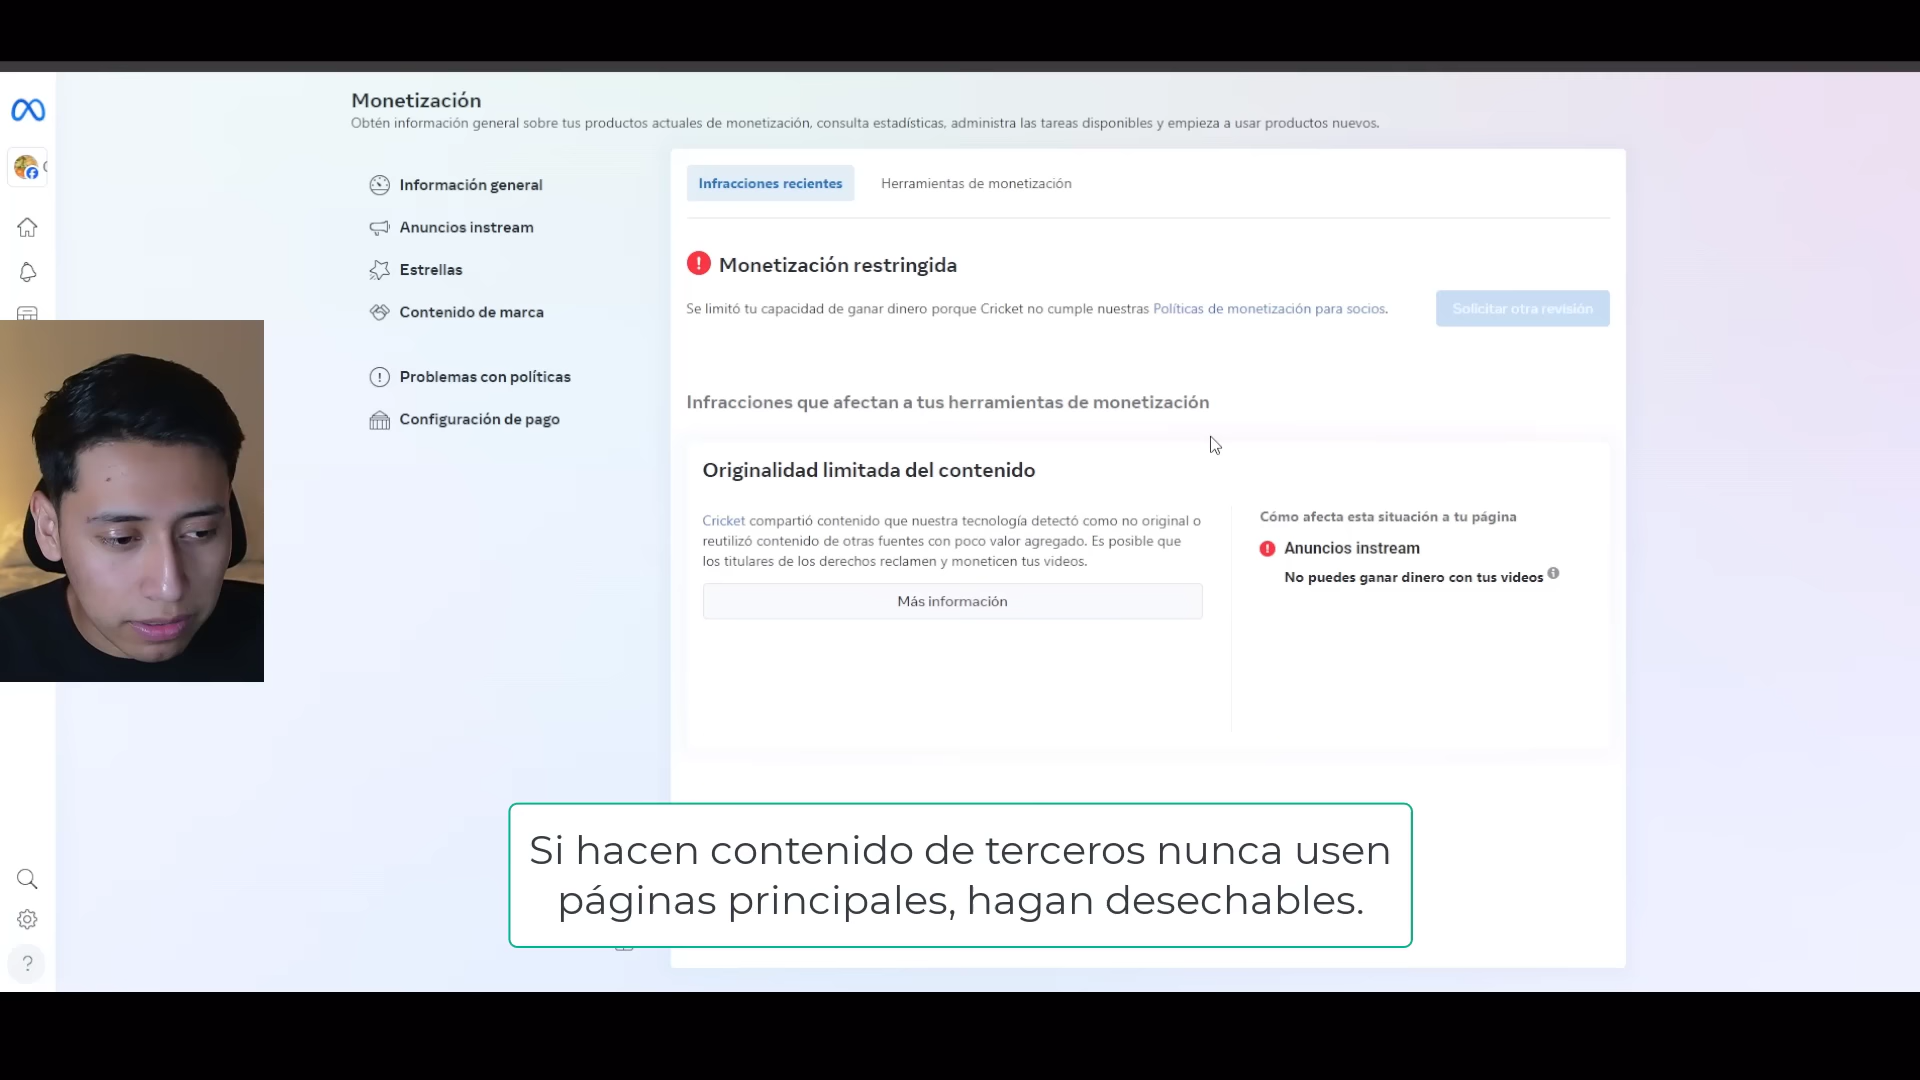 Monetización
Obtén información general sobre tus productos actuales de monetización, consulta estadísticas, administra las tareas disponibles y empieza a usar productos nuevos.
Información general
Anuncios instream
Estrellas
Contenido de marca
Problemas con políticas
Configuración de pago
Infracciones recientes
Herramientas de monetización
Monetización restringida
Se limitó tu capacidad de ganar dinero porque Cricket no cumple nuestras Políticas de monetización para socios.
Solicitar otra revisión
Infracciones que afectan a tus herramientas de monetización
Originalidad limitada del contenido
Cricket compartió contenido que nuestra tecnología detectó como no original o
reutilizó contenido de otras fuentes con poco valor agregado. Es posible que
los titulares de los derechos reclamen y moneticen tus videos.
Más información
Cómo afecta esta situación a tu página
Anuncios instream
No puedes ganar dinero con tus videos
Si hacen contenido de terceros nunca usen
páginas principales, hagan desechables.